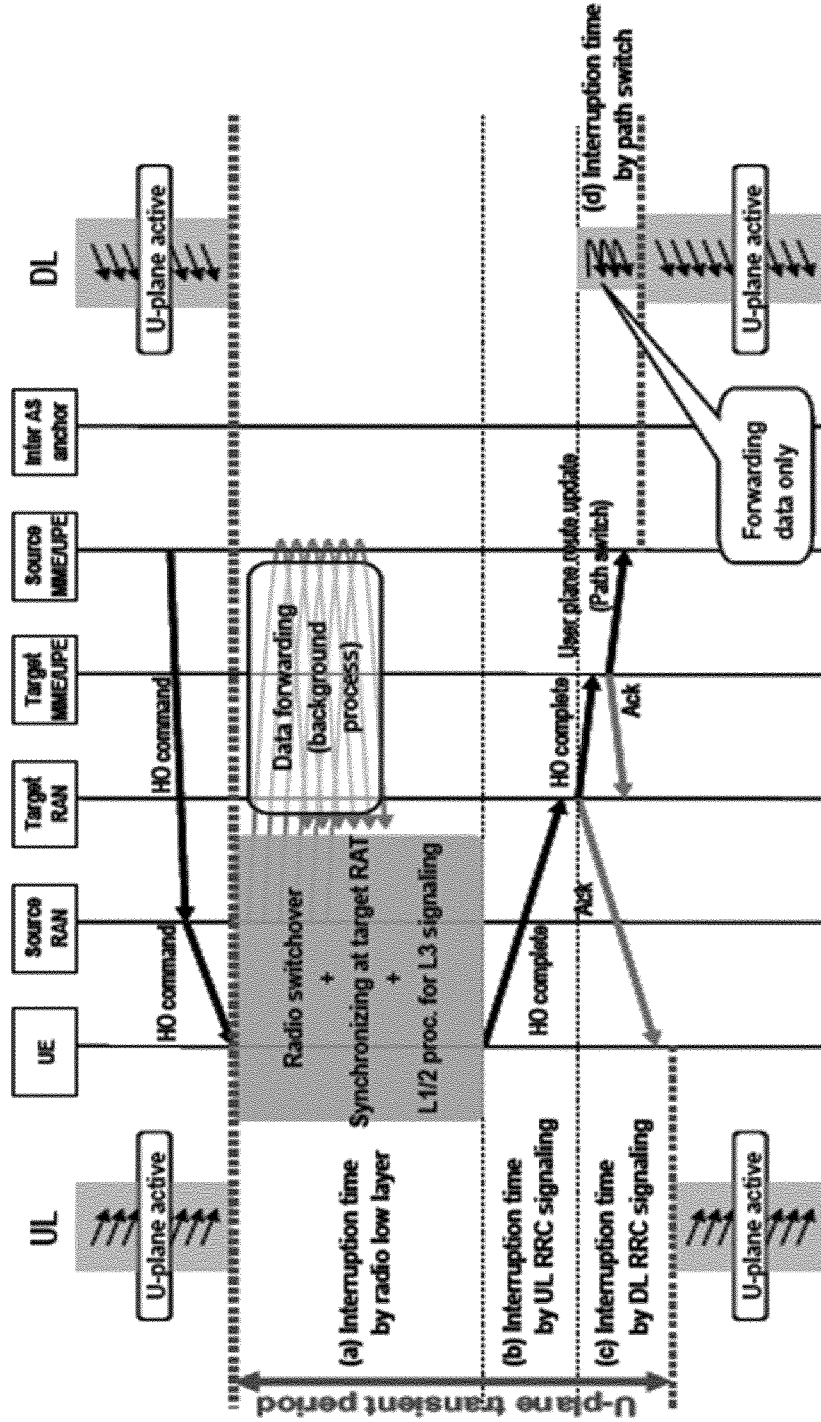 UL
UE
Source
RAN
Target
RAN
Target
MME/UPE
Source
MME/UPE
Inter AS
anchor
DL
U-plane active
U-plane active
HO command
HO command
U-plane transient period
(a) Interruption time
by radio low layer
Radio switchover
+
Synchronizing at target RAT
+
L1/2 proc. for L3 signaling
Data forwarding
(background
process)
(b) Interruption time
by UL RRC signaling
HO complete
HO complete
User plane route update
(Path switch)
(c) Interruption time
by DL RRC signaling
Ack
Ack
(d) Interruption time
by path switch
Forwarding
data only
U-plane active
U-plane active